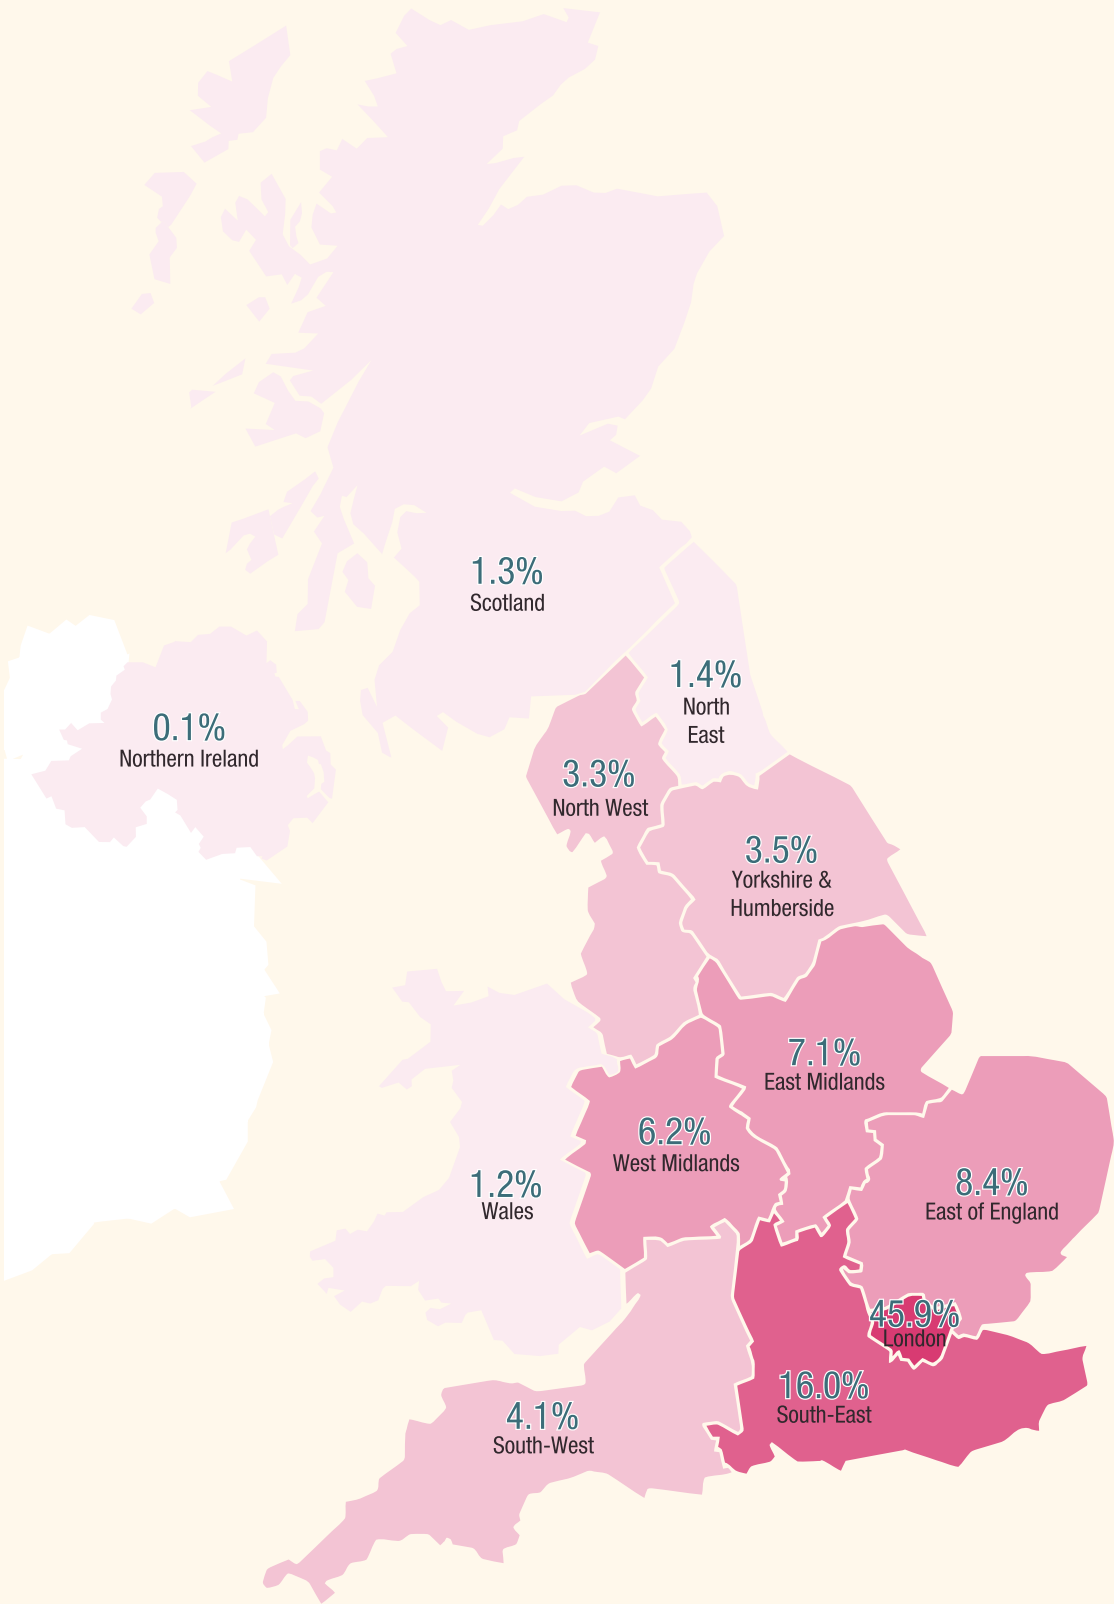 1.3%
Scotland
1.4%
North
East
0.1%
Northern Ireland
3.3%
North West
3.5%
Yorkshire &
Humberside
7.1%
East Midlands
6.2%
West Midlands
1.2%
Wales
8.4%
East of England
45.9%
London
16.0%
South-East
4.1%
South-West